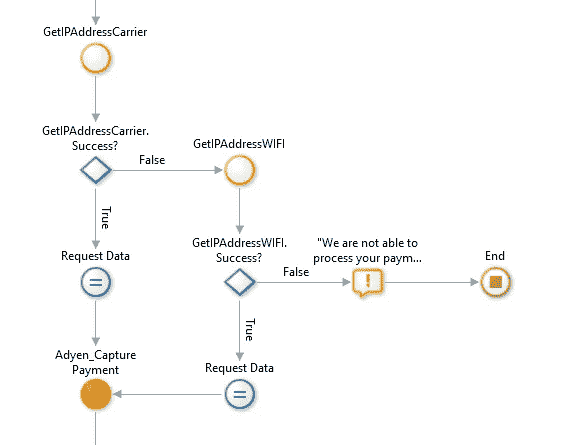 GetIPAddressCarrier
GetIPAddressCarrier.
Success?
False
GetIPAddressWIFI
True
Request Data
GetIPAddressWIFI.
Success?
False
"We are not able to
process your paym...
End
True
Adyen_Capture
Payment
Request Data